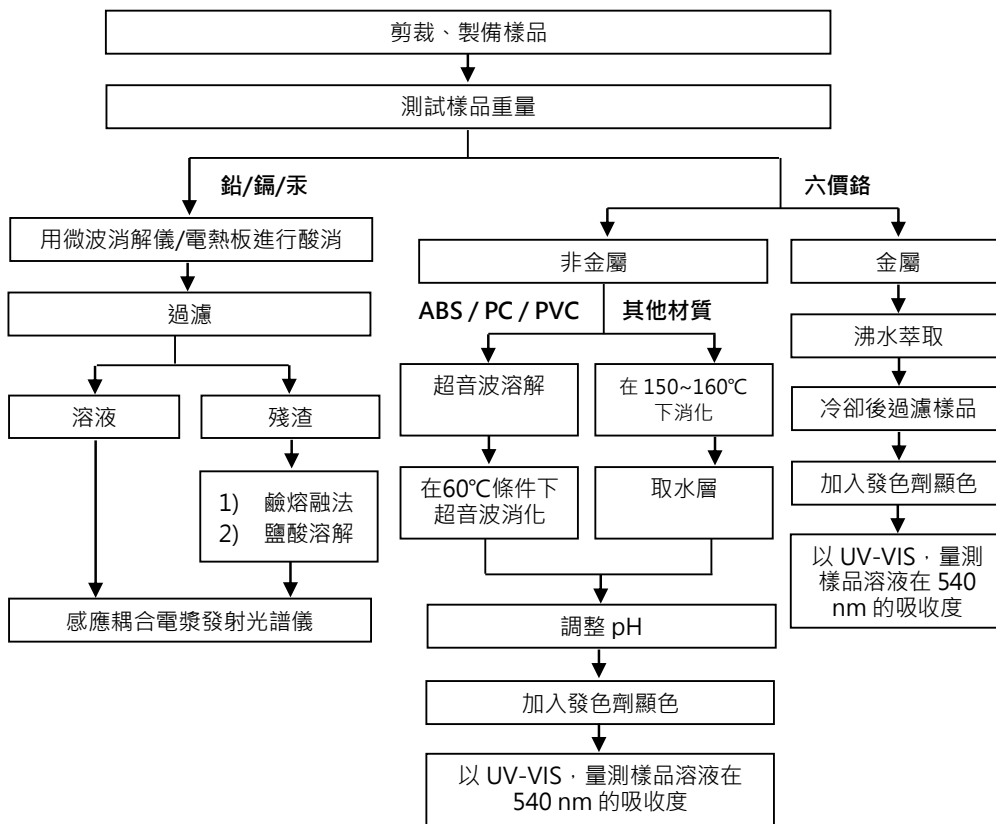 剪裁、製備樣品
測試樣品重量
鉛/鎘/汞
六價鉻
用微波消解儀/電熱板進行酸消
過濾
溶液
殘渣
1) 鹼熔融法
2) 鹽酸溶解
感應耦合電漿發射光譜儀
非金屬
ABS / PC / PVC
其他材質
超音波溶解
在60℃條件下
超音波消化
在 150~160℃
下消化
取水層
調整 pH
加入發色劑顯色
以 UV-VIS，量測樣品溶液在
540 nm 的吸收度
金屬
沸水萃取
冷卻後過濾樣品
加入發色劑顯色
以 UV-VIS，量測
樣品溶液在 540
nm 的吸收度